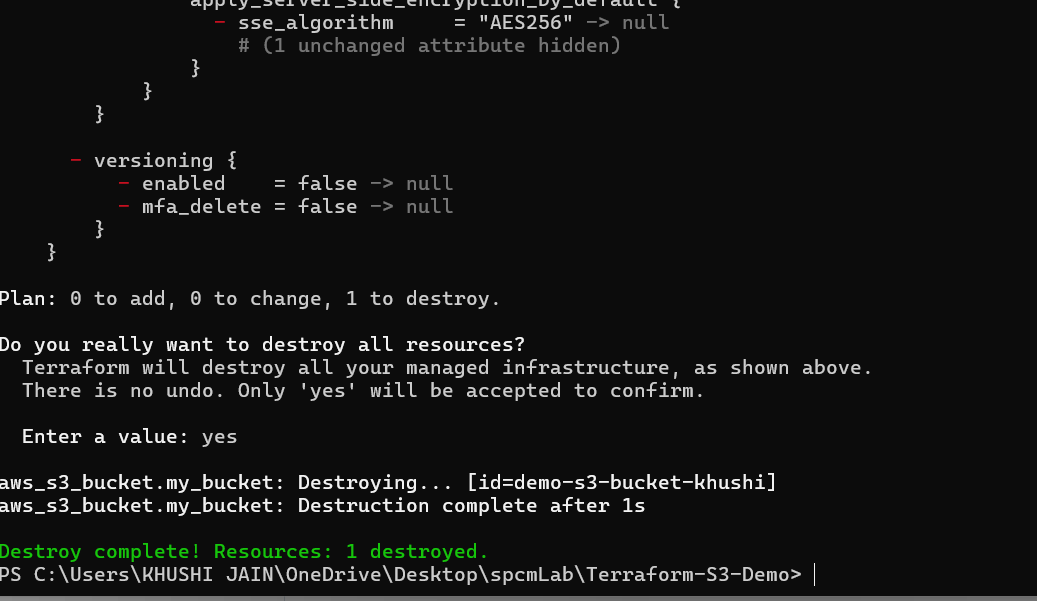 apply_server_side_encryption_by_default {
- sse_algorithm     = "AES256" -> null
# (1 unchanged attribute hidden)
}
}
}
- versioning {
- enabled    = false -> null
- mfa_delete = false -> null
}
}
Plan: 0 to add, 0 to change, 1 to destroy.
Do you really want to destroy all resources?
Terraform will destroy all your managed infrastructure, as shown above.
There is no undo. Only 'yes' will be accepted to confirm.
Enter a value: yes
aws_s3_bucket.my_bucket: Destroying... [id=demo-s3-bucket-khushi]
aws_s3_bucket.my_bucket: Destruction complete after 1s
Destroy complete! Resources: 1 destroyed.
PS C:\Users\KHUSHI JAIN\OneDrive\Desktop\spcmLab\Terraform-S3-Demo>